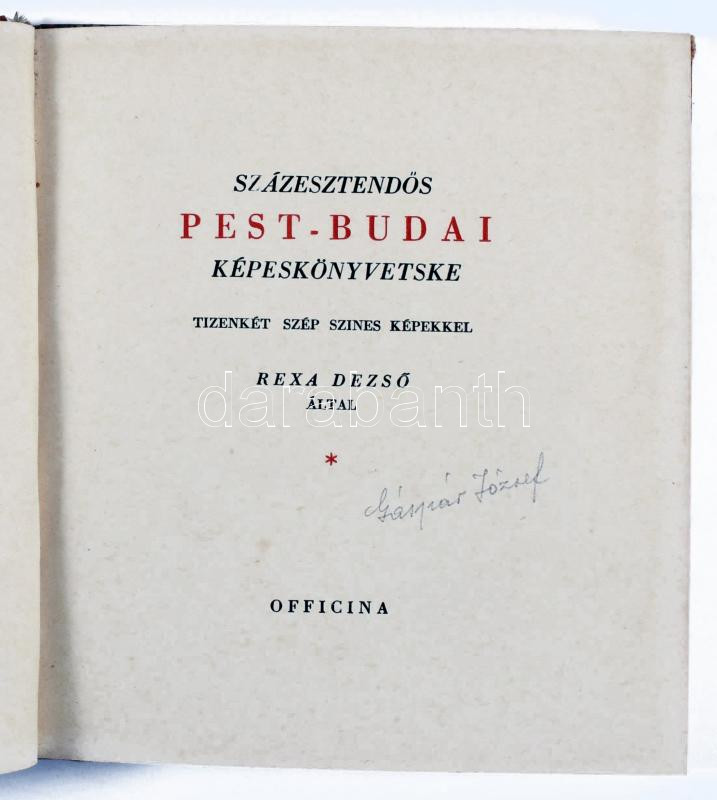 SZÁZESZTENDŐS
PEST-BUDAI
KÉPESKÖNYVETSKE
TIZENKÉT SZÉP SZINES KÉPEKKEL
REXA DEZSŐ
darabanth
ÁLTAL
*
Gáspár József
OFFICINA